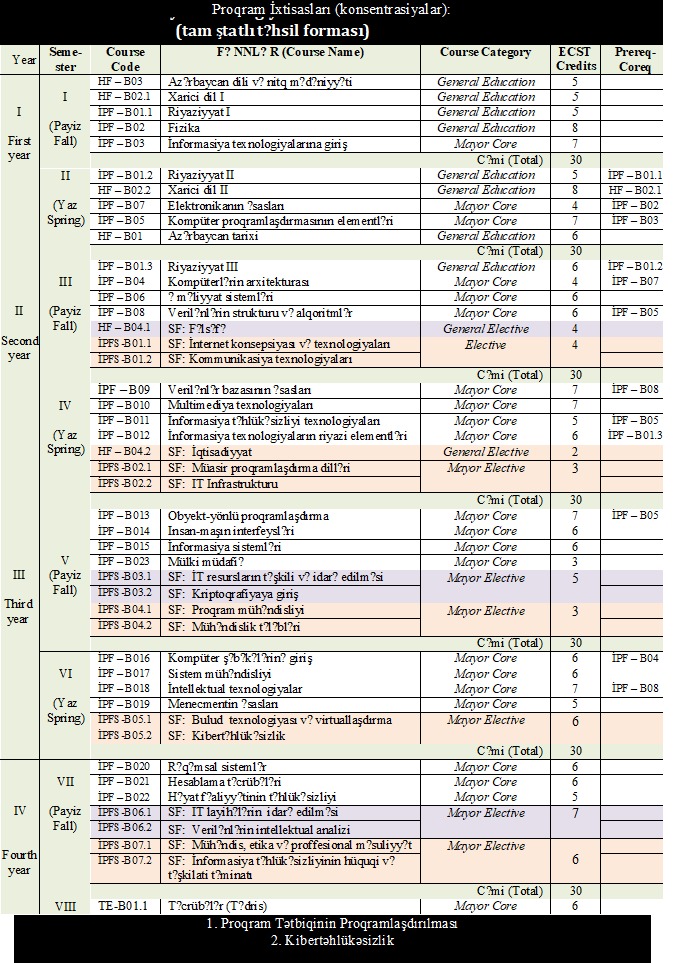 Proqram İxtisasları (konsentrasiyalar):
(tam ştatlı t?hsil forması)
Year Seme-ster Course Code F? NNL? R (Course Name) Course Category ECST Credits Prereq-Coreq
I First year
I (Payiz Fall)
HF – B03 Az?rbaycan dili v? nitq m?d?niyy?ti General Education 5
HF – B02.1 Xarici dil I General Education 5
İPF – B01.1 Riyaziyyat I General Education 5
İPF – B02 Fizika General Education 8
İPF – B03 İnformasiya texnologiyalarına giriş Mayor Core 7
C?mi (Total) 30
II (Yaz Spring)
İPF – B01.2 Riyaziyyat II General Education 5 İPF – B01.1
HF – B02.2 Xarici dil II General Education 8 HF – B02.1
İPF – B07 Elektronikanın ?sasları Mayor Core 4 İPF – B02
İPF – B05 Kompüter proqramlaşdırmasının elementl?ri Mayor Core 7 İPF – B03
HF – B01 Az?rbaycan tarixi General Education 6
C?mi (Total) 30
II Second year
III (Payiz Fall)
İPF – B01.3 Riyaziyyat III General Education 6 İPF – B01.2
İPF – B04 Kompüterl?rin arxitekturası Mayor Core 4 İPF – B07
İPF – B06 ? m?liyyat sisteml?ri Mayor Core 6
İPF – B08 Veril?nl?rin strukturu v? alqoritml?r Mayor Core 6 İPF – B05
HF – B04.1 SF: F?ls?f? General Elective 4
İPFS -B01.1 SF: İnternet konsepsiyası v? texnologiyaları Elective 4
İPFS -B01.2 SF: Kommunikasiya texnologiyaları
C?mi (Total) 30
IV (Yaz Spring)
İPF – B09 Veril?nl?r bazasının ?sasları Mayor Core 7 İPF – B08
İPF – B010 Multimediya texnologiyaları Mayor Core 7
İPF – B011 İnformasiya t?hlük?sizliyi texnologiyaları Mayor Core 5 İPF – B05
İPF – B012 İnformasiya texnologiyaların riyazi elementl?ri Mayor Core 6 İPF – B01.3
HF – B04.2 SF: İqtisadiyyat General Elective 2
İPFS -B02.1 SF: Müasir proqramlaşdırma dill?ri Mayor Elective 3
İPFS -B02.2 SF: IT Infrastrukturu
C?mi (Total) 30
III Third year
V (Payiz Fall)
İPF – B013 Obyekt-yönlü proqramlaşdırma Mayor Core 7 İPF – B05
İPF – B014 Insan-maşın interfeysl?ri Mayor Core 6
İPF – B015 İnformasiya sisteml?ri Mayor Core 6
İPF – B023 Mülki müdafi? Mayor Core 3
İPFS -B03.1 SF: İT resursların t?şkili v? idar? edilm?si Mayor Elective 5
İPFS -B03.2 SF: Kriptoqrafiyaya giriş
İPFS -B04.1 SF: Proqram müh?ndisliyi Mayor Elective 3
İPFS -B04.2 SF: Müh?ndislik t?l?bl?ri
C?mi (Total) 30
VI (Yaz Spring)
İPF – B016 Kompüter ş?b?k?l?rin? giriş Mayor Core 6 İPF – B04
İPF – B017 Sistem müh?ndisliyi Mayor Core 6
İPF – B018 İntellektual texnologiyalar Mayor Core 7 İPF – B08
İPF – B019 Menecmentin ?sasları Mayor Core 5
İPFS -B05.1 SF: Bulud texnologiyası v? virtuallaşdırma Mayor Elective 6
İPFS -B05.2 SF: Kibert?hlük?sizlik
C?mi (Total) 30
IV Fourth year
VII (Payiz Fall)
İPF – B020 R?q?msal sisteml?r Mayor Core 6
İPF – B021 Hesablama t?crüb?l?ri Mayor Core 6
İPF – B022 H?yat f?aliyy?tinin t?hlük?sizliyi Mayor Core 5
İPFS -B06.1 SF: IT layih?l?rin idar? edilm?si Mayor Elective 7
İPFS -B06.2 SF: Veril?nl?rin intellektual analizi
İPFS -B07.1 SF: Müh?ndis, etika v? proffesional m?suliyy?t Mayor Elective 6
İPFS -B07.2 SF: İnformasiya t?hlük?sizliyinin hüquqi v? t?şkilati t?minatı
C?mi (Total) 30
VIII TE-B01.1 T?crüb?l?r (T?dris) Mayor Core 6
1. Proqram Tətbiqinin Proqramlaşdırılması
2. Kibertəhlükəsizlik